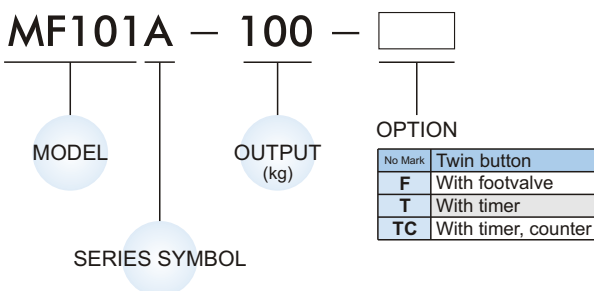 MF101A – 100 –
MODEL
OUTPUT
(kg)
SERIES SYMBOL
OPTION
No Mark Twin button
F With footvalve
T With timer
TC With timer, counter